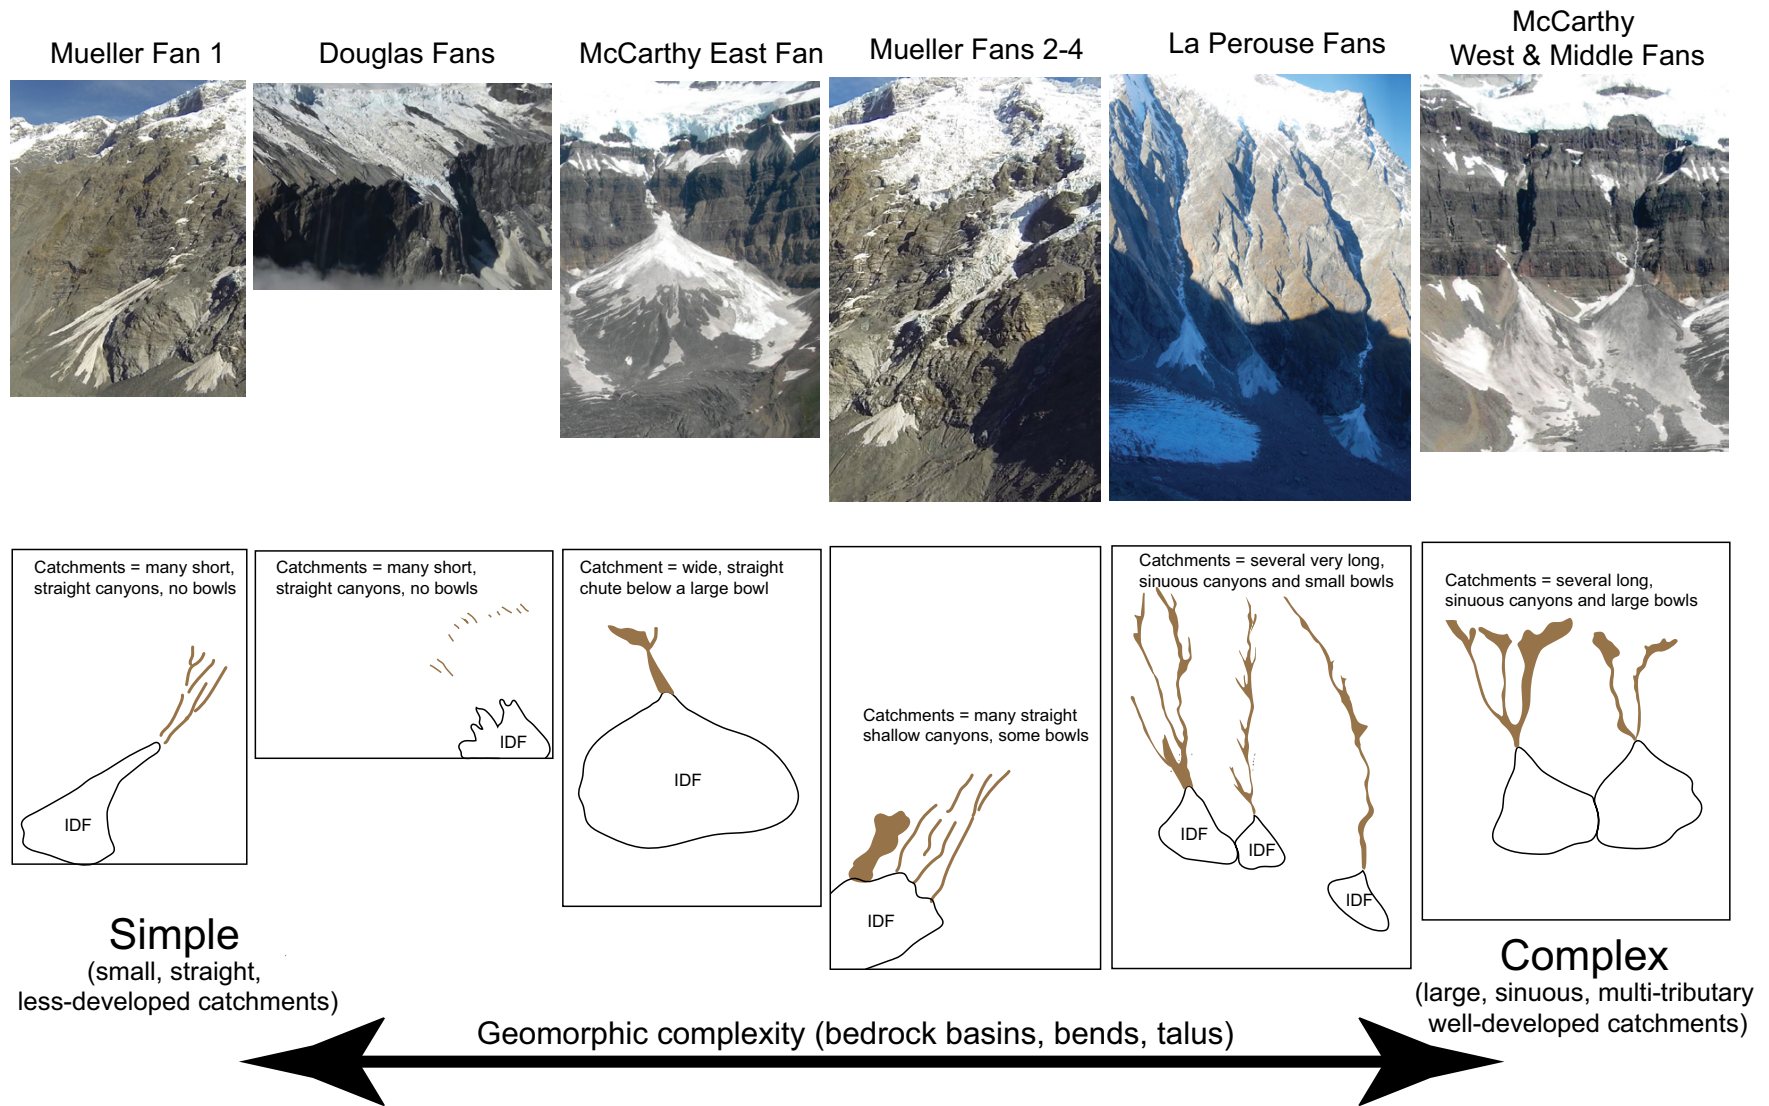 Mueller Fan 1
Douglas Fans
McCarthy East Fan
Mueller Fans 2-4
La Perouse Fans
McCarthy
West & Middle Fans
Catchments = many short,
straight canyons, no bowls
IDF
Catchments = many short,
straight canyons, no bowls
IDF
Catchment = wide, straight
chute below a large bowl
IDF
Catchments = many straight
shallow canyons, some bowls
IDF
Catchments = several very long,
sinuous canyons and small bowls
IDF
IDF
IDF
Catchments = several long,
sinuous canyons and large bowls
Simple
(small, straight,
less-developed catchments)
Complex
(large, sinuous, multi-tributary
well-developed catchments)
Geomorphic complexity (bedrock basins, bends, talus)